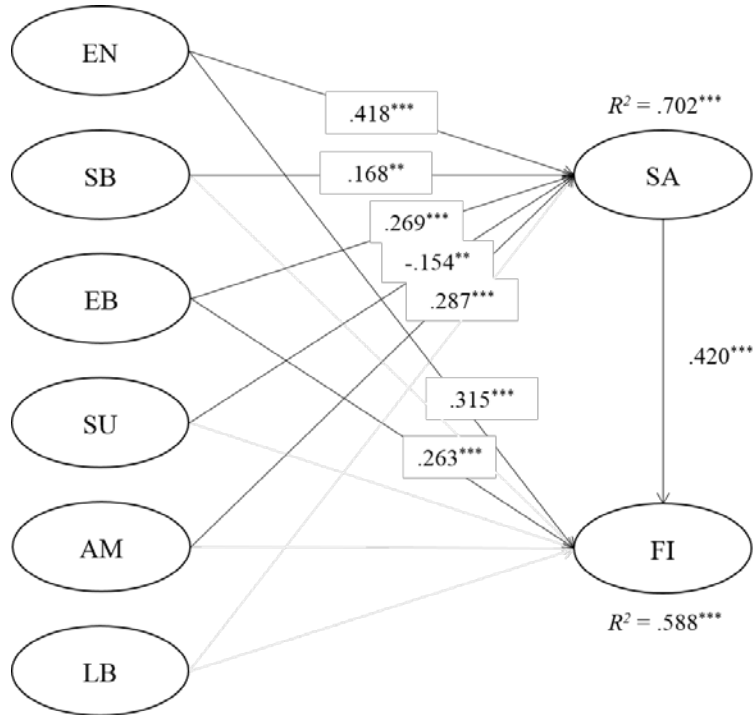 EN
R² = .702***
.418***
SB
.168**
SA
.269***
-.154**
EB
.287***
.420***
.315***
SU
.263***
AM
FI
R² = .588***
LB